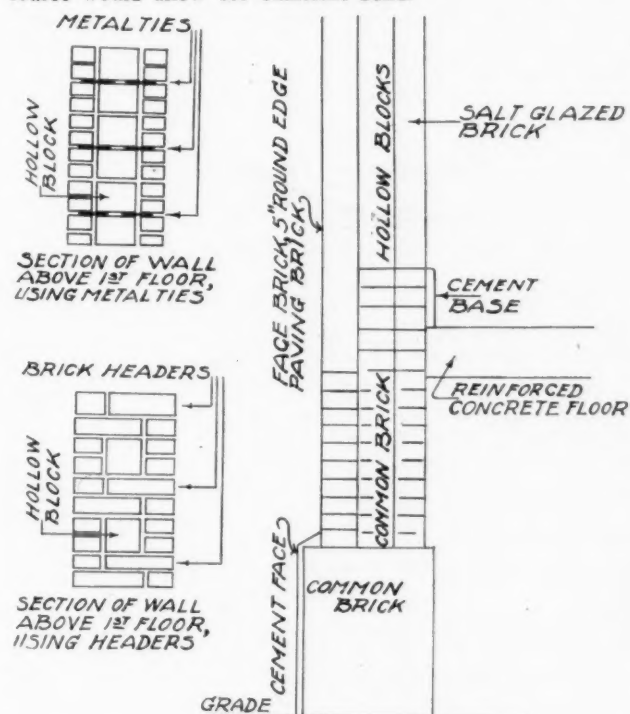 METAL TIES
HOLLOW
BLOCK
SECTION OF WALL
ABOVE 1ST FLOOR,
USING METAL TIES
BRICK HEADERS
HOLLOW
BLOCK
SECTION OF WALL
ABOVE 1ST FLOOR,
USING HEADERS
FACE BRICK, 5" ROUND EDGE
PAVING BRICK
HOLLOW BLOCKS
SALT GLAZED
BRICK
CEMENT
BASE
REINFORCED
CONCRETE FLOOR
COMMON BRICK
CEMENT FACE
COMMON
BRICK
GRADE